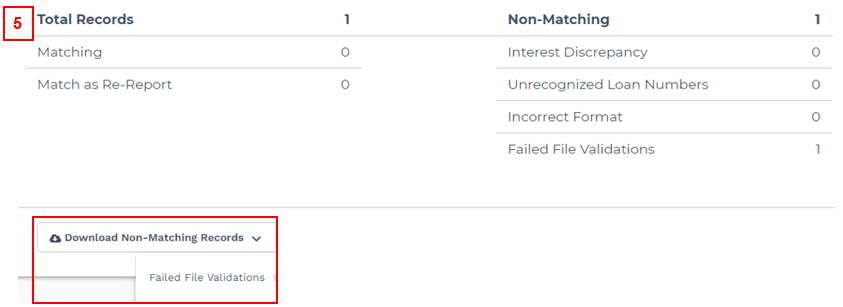 5
Total Records 1
Matching 0
Match as Re-Report 0
Non-Matching 1
Interest Discrepancy 0
Unrecognized Loan Numbers 0
Incorrect Format 0
Failed File Validations 1
Download Non-Matching Records
Failed File Validations